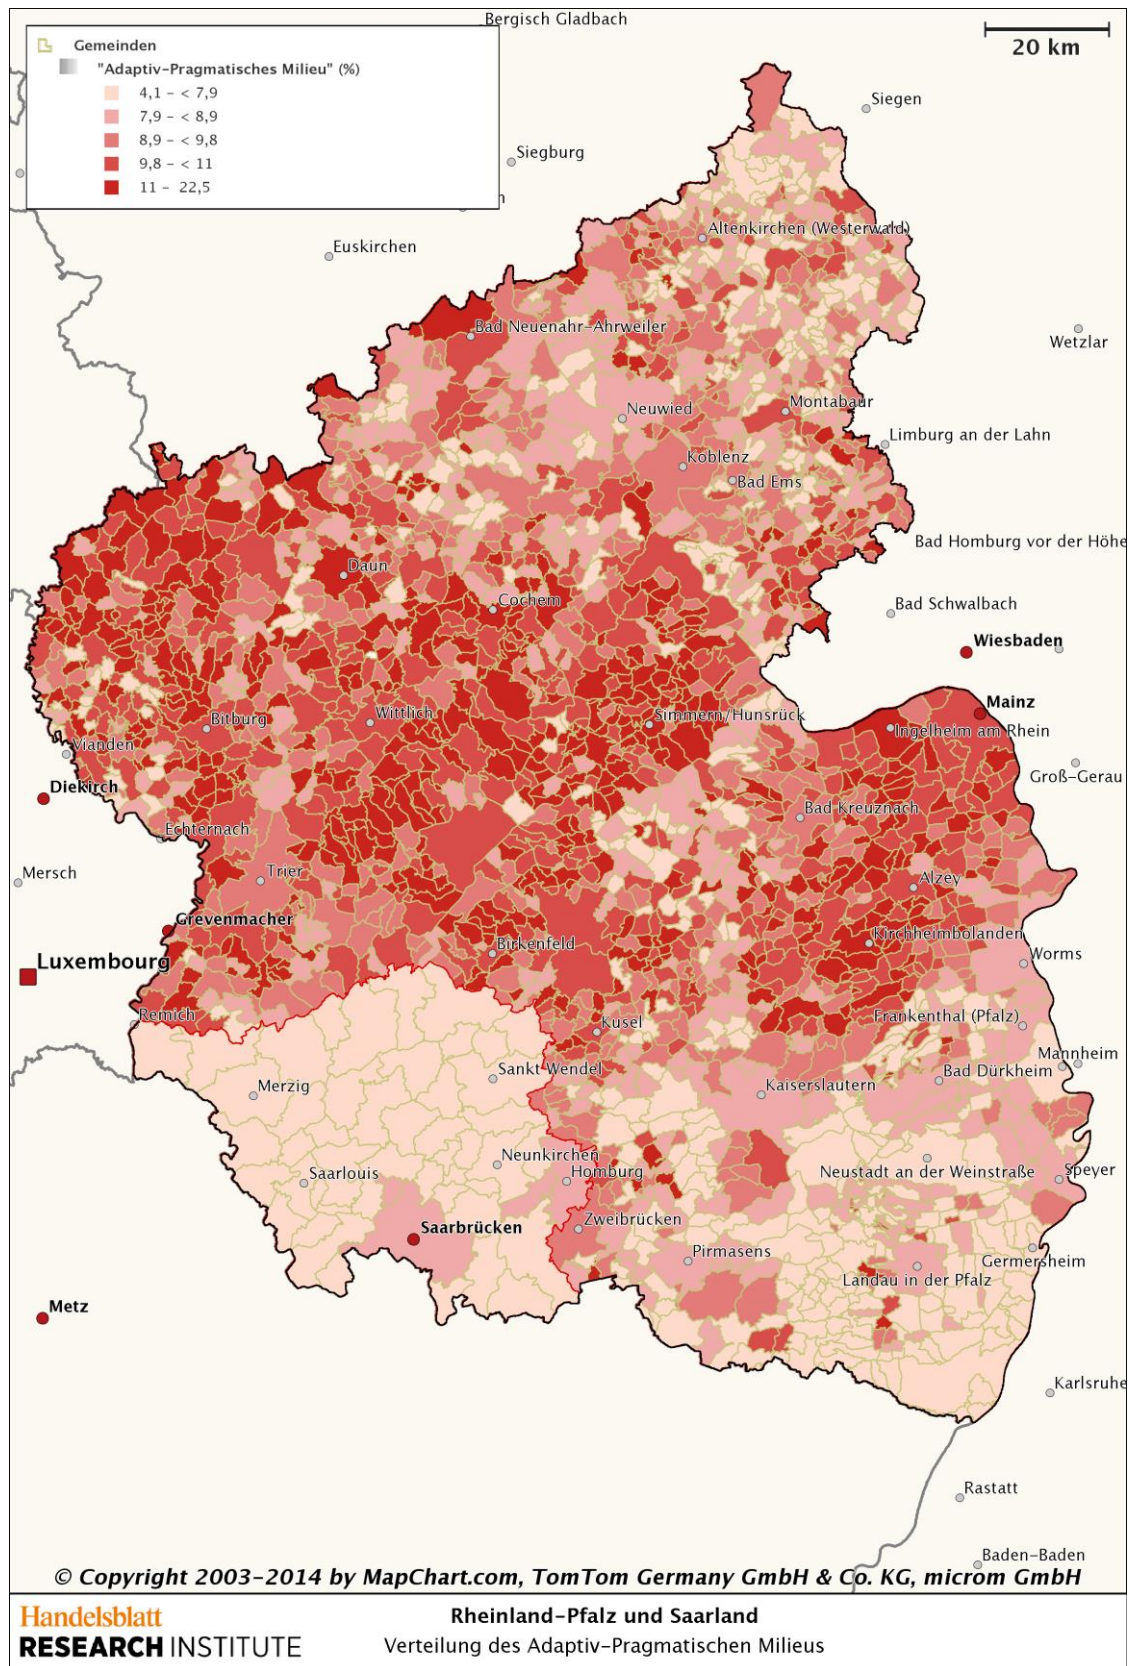 Bergisch Gladbach
Gemeinden
"Adaptiv-Pragmatisches Milieu" (%)
4,1 – < 7,9
7,9 – < 8,9
8,9 – < 9,8
9,8 – < 11
11 – 22,5
20 km
Siegen
Siegburg
Euskirchen
Altenkirchen (Westerwald)
Bad Neuenahr-Ahrweiler
Wetzlar
Neuwied
Montabaur
Limburg an der Lahn
Koblenz
Bad Ems
Bad Homburg vor der Höhe
Daun
Cochem
Bad Schwalbach
Wiesbaden
Mainz
Bitburg
Wittlich
Simmern/Hunsrück
Ingelheim am Rhein
Vianden
Groß-Gerau
Diekirch
Bad Kreuznach
Echternach
Mersch
Trier
Alzey
Grevenmacher
Birkenfeld
Kirchheimbolanden
Worms
Luxembourg
Remich
Kusel
Frankenthal (Pfalz)
Mannheim
Sankt Wendel
Merzig
Kaiserslautern
Bad Dürkheim
Neunkirchen
Homburg
Saarlouis
Neustadt an der Weinstraße
Speyer
Saarbrücken
Zweibrücken
Pirmasens
Germersheim
Landau in der Pfalz
Metz
Karlsruhe
Rastatt
Baden-Baden
© Copyright 2003-2014 by MapChart.com, TomTom Germany GmbH & Co. KG, microm GmbH
Handelsblatt
RESEARCH INSTITUTE
Rheinland-Pfalz und Saarland
Verteilung des Adaptiv-Pragmatischen Milieus